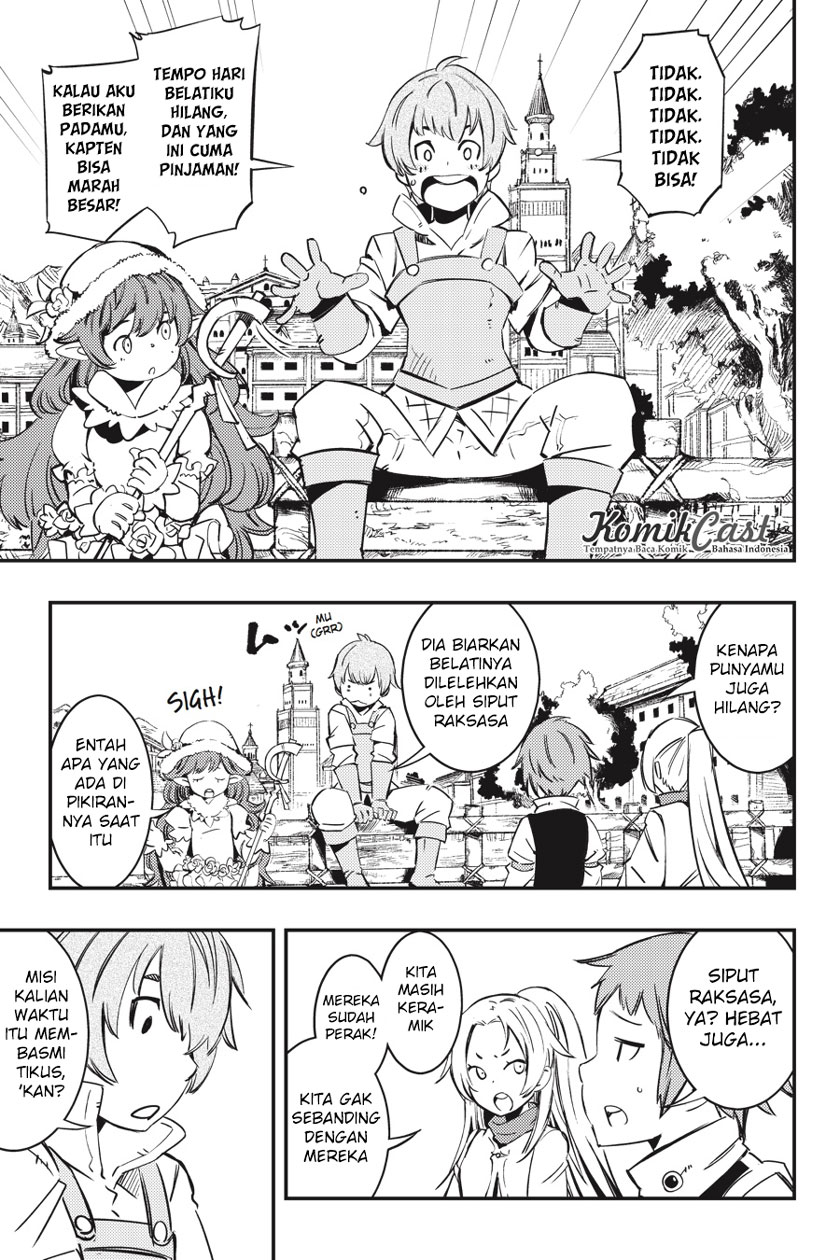 TIDAK.
TIDAK.
TIDAK.
TIDAK.
TIDAK
BISA!
TEMPO HARI
BELATIKU
HILANG,
DAN YANG
INI CUMA
PINJAMAN!
KALAU AKU
BERIKAN
PADAMU,
KAPTEN
BISA
MARAH
BESAR!
KomikCast
Tempatnya Baca Komik Bahasa Indonesia
KENAPA
PUNYAMU
JUGA
HILANG?
DIA BIARKAN
BELATINYA
DILELEHKAN
OLEH SIPUT
RAKSASA
ムッ
MU
(GRR)
SIGH!
ENTAH
APA YANG
ADA DI
PIKIRAN-
NYA SAAT
ITU
SIPUT
RAKSASA,
YA? HEBAT
JUGA...
KITA
MASIH
KERA-
MIK
MEREKA
SUDAH
PERAK!
KITA GAK
SEBANDING
DENGAN
MEREKA
MISI
KALIAN
WAKTU
ITU MEM-
BASMI
TIKUS,
'KAN?